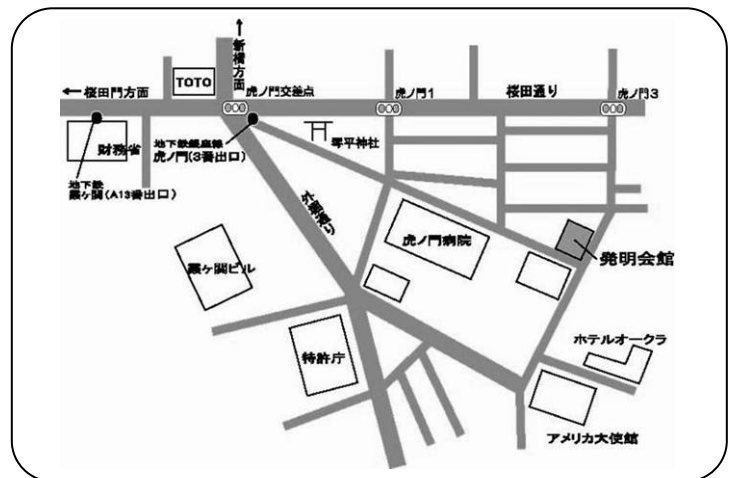 新橋方面
TOTO
←桜田門方面
虎ノ門交差点
虎ノ門1
桜田通り
虎ノ門3
財務省
地下鉄銀座線
虎ノ門(3番出口)
琴平神社
地下鉄
霞ヶ関(A13番出口)
外堀通り
虎ノ門病院
霞ヶ関ビル
発明会館
特許庁
ホテルオークラ
アメリカ大使館